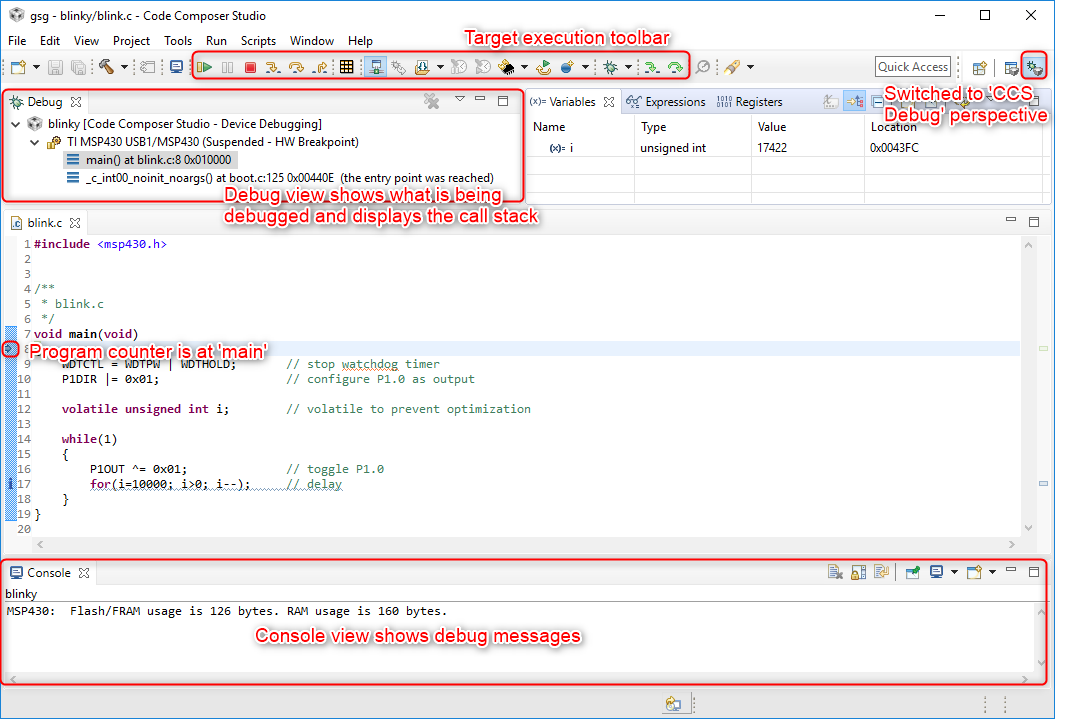 gsg - blinky/blink.c - Code Composer Studio
File Edit View Project Tools Run Scripts Window Help
Target execution toolbar
Quick Access
Switched to 'CCS
Debug' perspective
Debug
blinky [Code Composer Studio - Device Debugging]
TI MSP430 USB1/MSP430 (Suspended - HW Breakpoint)
main() at blink.c:8 0x010000
_c_int00_noinit_noargs() at boot.c:125 0x00440E (the entry point was reached)
Debug view shows what is being
debugged and displays the call stack
(x)= Variables Expressions 1010 0101 Registers
Name Type Value Location
(x)= i unsigned int 17422 0x0043FC
blink.c
1 #include <msp430.h>
2
3
4 /**
5 * blink.c
6 */
7 void main(void)
8
Program counter is at 'main'
9 WDTCTL = WDTPW | WDTHOLD; // stop watchdog timer
10 P1DIR |= 0x01; // configure P1.0 as output
11
12 volatile unsigned int i; // volatile to prevent optimization
13
14 while(1)
15 {
16 P1OUT ^= 0x01; // toggle P1.0
17 for(i=10000; i>0; i--); // delay
18 }
19 }
20
Console
blinky
MSP430: Flash/FRAM usage is 126 bytes. RAM usage is 160 bytes.
Console view shows debug messages